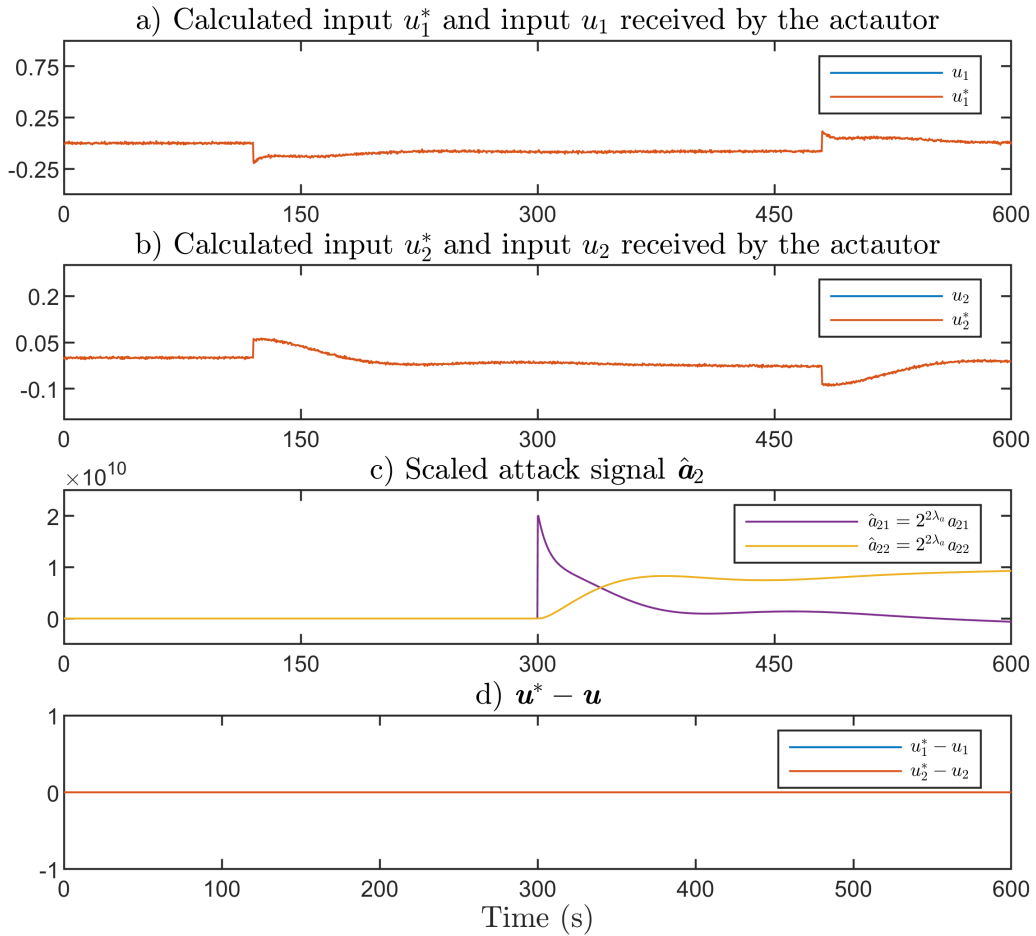 a) Calculated input u₁* and input u₁ received by the actautor
0.75
0.25
-0.25
u₁
u₁*
0 150 300 450 600
b) Calculated input u₂* and input u₂ received by the actautor
0.2
0.05
-0.1
u₂
u₂*
0 150 300 450 600
c) Scaled attack signal â₂
×10¹⁰
2
1
0
â₂₁ = 2^{2λₐ}a₂₁
â₂₂ = 2^{2λₐ}a₂₂
0 150 300 450 600
d) u* − u
1
0
-1
u₁* − u₁
u₂* − u₂
0 100 200 300 400 500 600
Time (s)